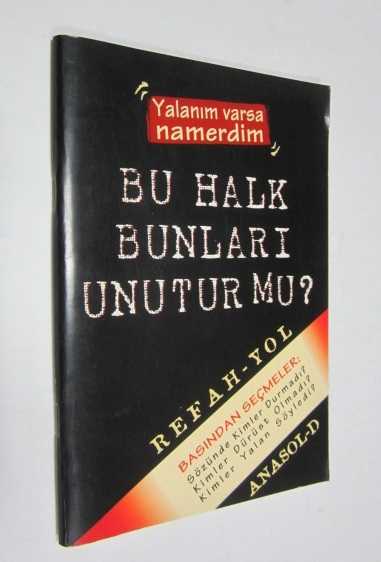 "Yalanım varsa
namerdim"
BU HALK
BUNLARI
UNUTUR MU?
REFAH-YOL
BASINDAN SEÇMELER:
Sözünde Kimler Durmadı?
Kimler Dürüst Olmadı?
Kimler Yalan Söyledi?
ANASOL-D